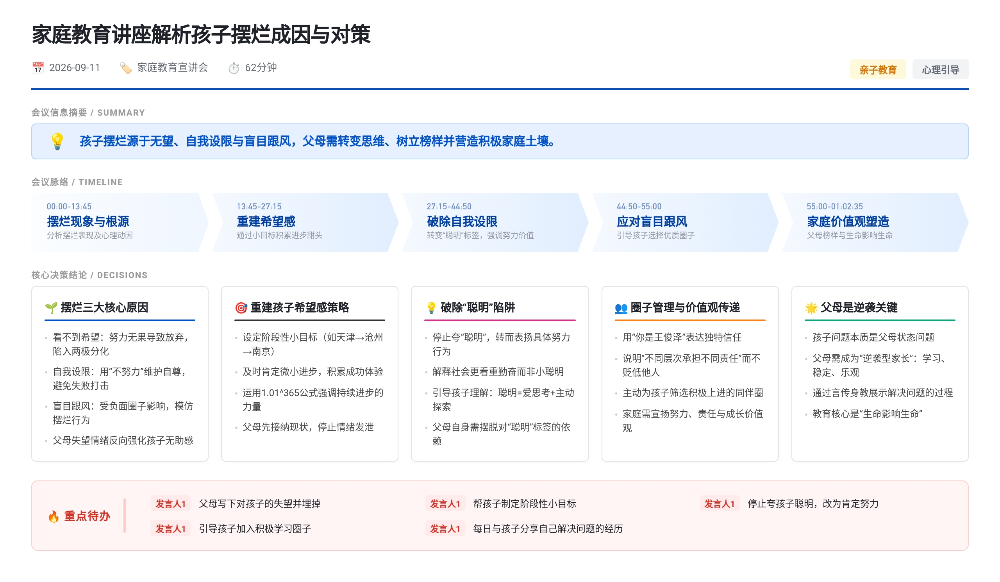 家庭教育讲座解析孩子摆烂成因与对策
2026-09-11 家庭教育宣讲会 62分钟
亲子教育 心理引导
会议信息摘要 / SUMMARY
孩子摆烂源于无望、自我设限与盲目跟风，父母需转变思维、树立榜样并营造积极家庭土壤。
会议脉络 / TIMELINE
00:00-13:45
摆烂现象与根源
分析摆烂表现及心理动因
13:45-27:15
重建希望感
通过小目标积累进步甜头
27:15-44:50
破除自我设限
转变“聪明”标签，强调努力价值
44:50-55:00
应对盲目跟风
引导孩子选择优质圈子
55:00-01:02:35
家庭价值观塑造
父母榜样与生命影响生命
核心决策结论 / DECISIONS
摆烂三大核心原因
看不到希望：努力无果导致放弃，
陷入两极分化
自我设限：用“不努力”维护自尊，
避免失败打击
盲目跟风：受负面圈子影响，模仿
摆烂行为
父母失望情绪反向强化孩子无助感
重建孩子希望感策略
设定阶段性小目标（如天津→沧州
→南京）
及时肯定微小进步，积累成功体验
运用1.01^365公式强调持续进步的
力量
父母先接纳现状，停止情绪发泄
破除“聪明”陷阱
停止夸“聪明”，转而表扬具体努力
行为
解释社会更看重勤奋而非小聪明
引导孩子理解：聪明=爱思考+主动
探索
父母自身需摆脱对“聪明”标签的依
赖
圈子管理与价值观传递
用“你是王俊泽”表达独特信任
说明“不同层次承担不同责任”而不
贬低他人
主动为孩子筛选积极上进的同伴圈
家庭需宣扬努力、责任与成长价值
观
父母是逆袭关键
孩子问题本质是父母状态问题
父母需成为“逆袭型家长”：学习、
稳定、乐观
通过言传身教展示解决问题的过程
教育核心是“生命影响生命”
重点待办
发言人1 父母写下对孩子的失望并埋掉
发言人1 帮孩子制定阶段性小目标
发言人1 停止夸孩子聪明，改为肯定努力
发言人1 引导孩子加入积极学习圈子
发言人1 每日与孩子分享自己解决问题的经历